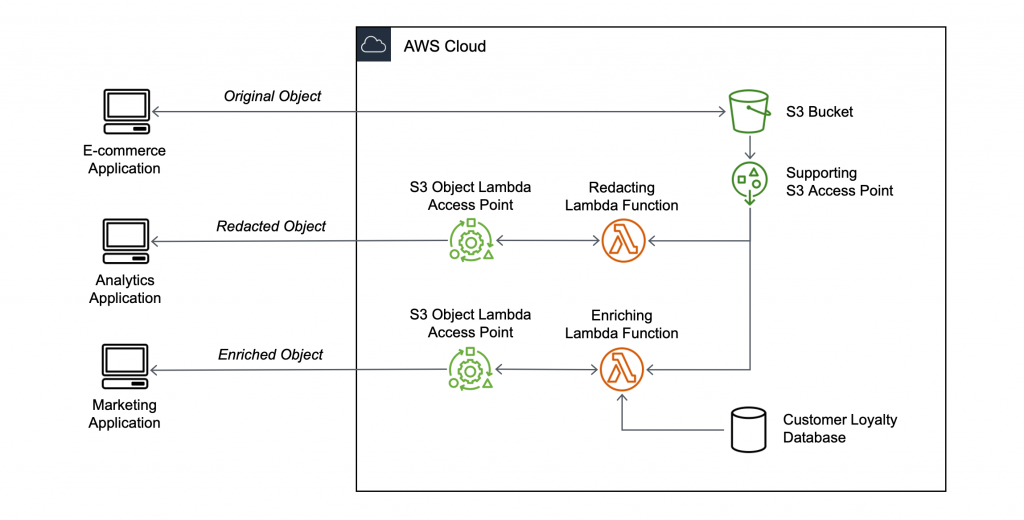 AWS Cloud
Original Object
S3 Bucket
E-commerce
Application
Supporting
S3 Access Point
S3 Object Lambda
Access Point
Redacting
Lambda Function
Redacted Object
Analytics
Application
S3 Object Lambda
Access Point
Enriching
Lambda Function
Enriched Object
Marketing
Application
Customer Loyalty
Database